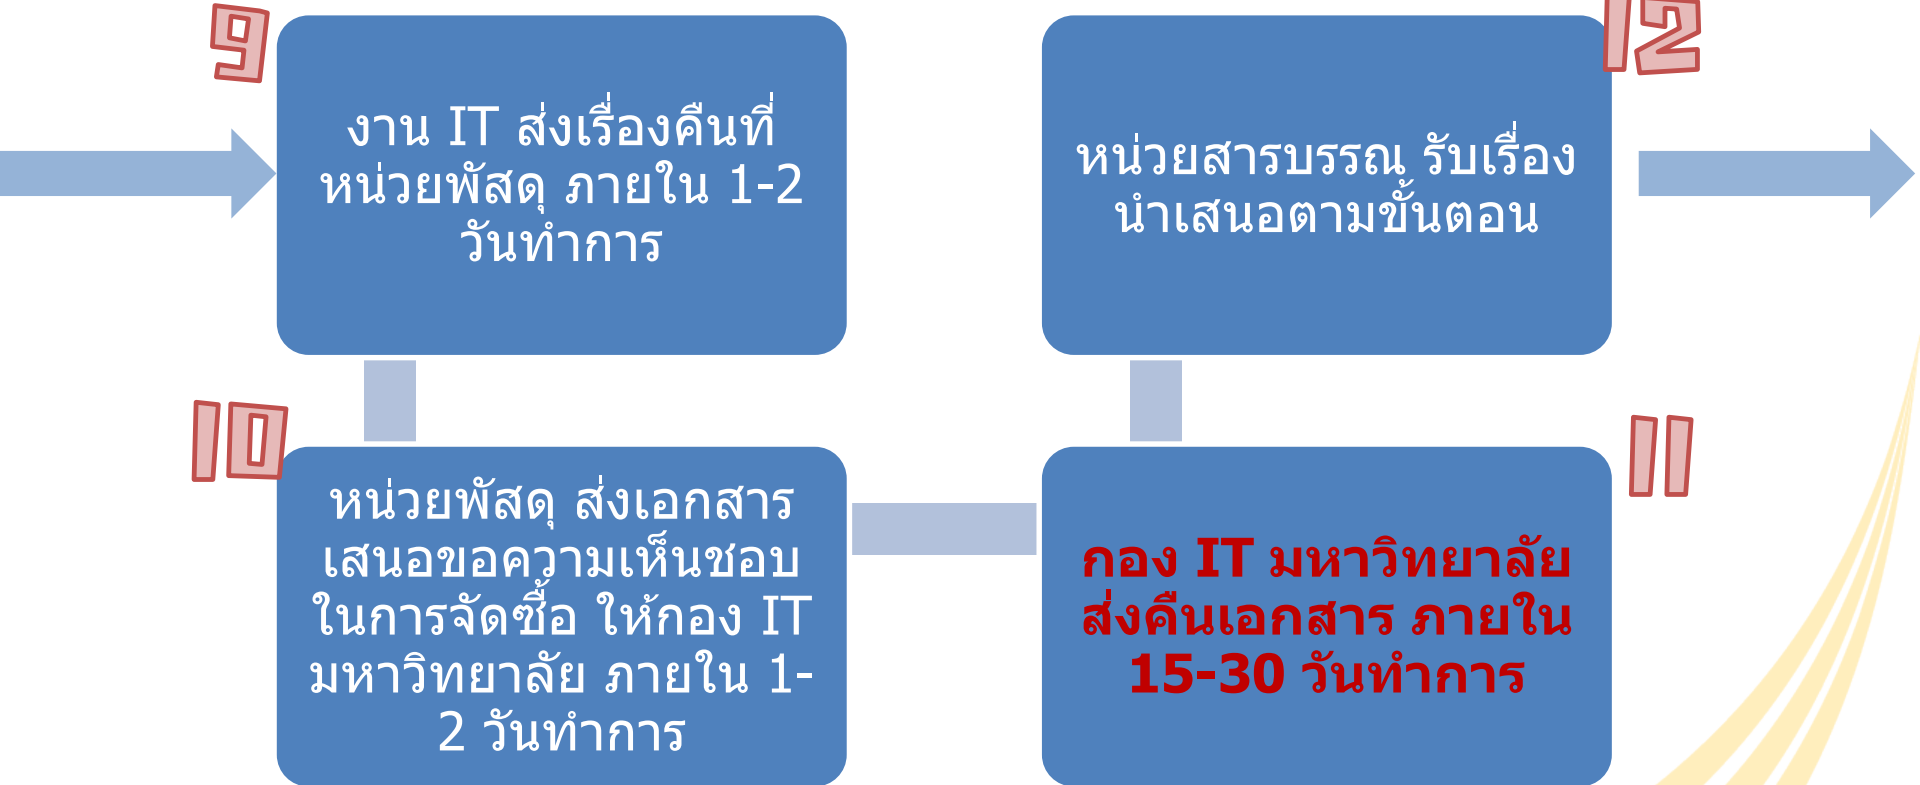 9
งาน IT ส่งเรื่องคืนที่
หน่วยพัสดุ ภายใน 1-2
วันทำการ
10
หน่วยพัสดุ ส่งเอกสาร
เสนอขอความเห็นชอบ
ในการจัดซื้อ ให้กอง IT
มหาวิทยาลัย ภายใน 1-
2 วันทำการ
11
กอง IT มหาวิทยาลัย
ส่งคืนเอกสาร ภายใน
15-30 วันทำการ
12
หน่วยสารบรรณ รับเรื่อง
นำเสนอตามขั้นตอน